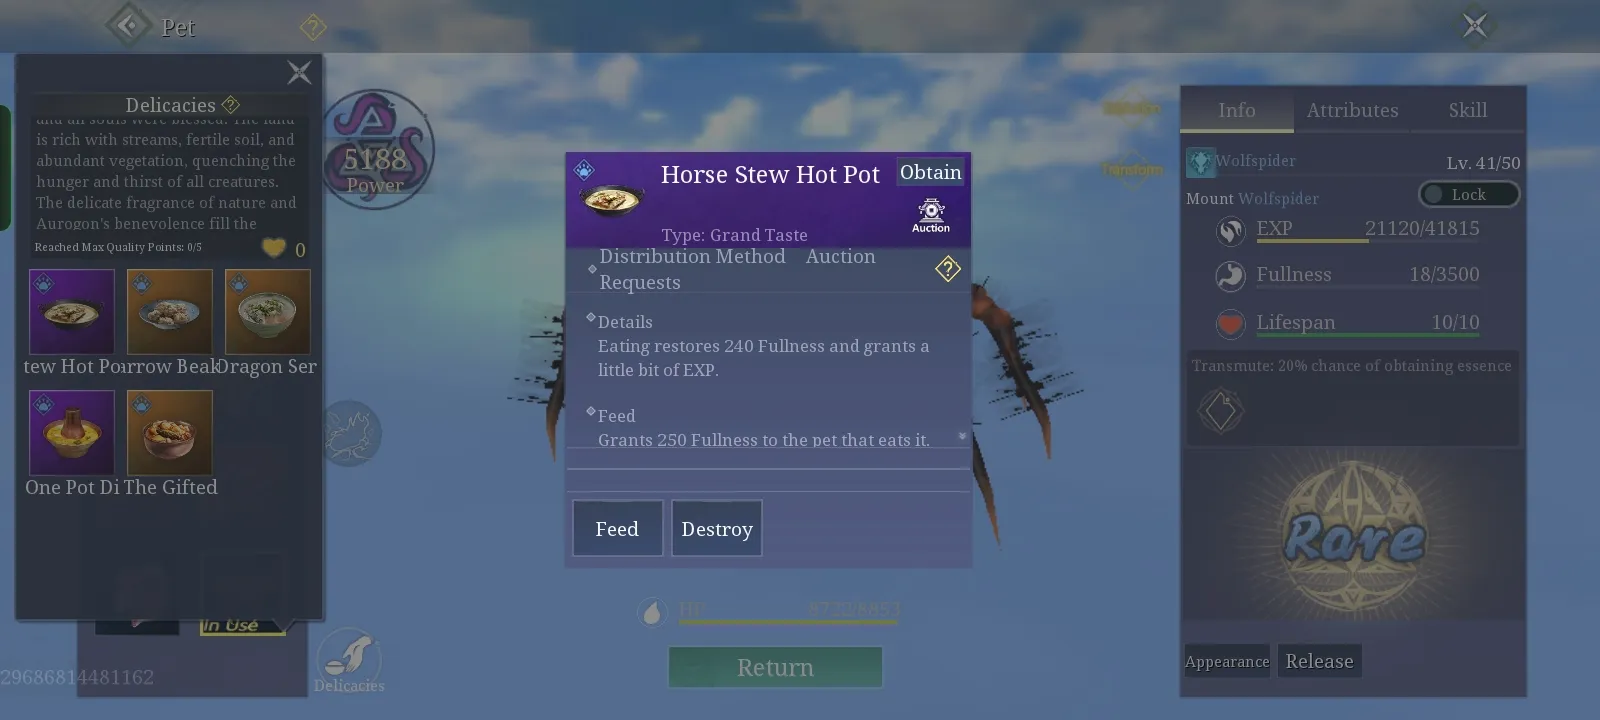 Pet
Delicacies
and all souls were blessed. The land
is rich with streams, fertile soil, and
abundant vegetation, quenching the
hunger and thirst of all creatures.
The delicate fragrance of nature and
Aurogon's benevolence fill the
Reached Max Quality Points: 0/5
0
tew Hot Po
arrow Beak
Dragon Ser
One Pot Di
The Gifted
In Use
29686814481162
Delicacies
5188
Power
Horse Stew Hot Pot
Obtain
Auction
Type: Grand Taste
Distribution Method Auction
Requests
Details
Eating restores 240 Fullness and grants a
little bit of EXP.
Feed
Grants 250 Fullness to the pet that eats it.
Feed
Destroy
HP
Return
Transform
Info
Attributes
Skill
Wolfspider
Lv. 41/50
Mount Wolfspider
Lock
EXP 21120/41815
Fullness 18/3500
Lifespan 10/10
Transmute: 20% chance of obtaining essence
Rare
Appearance
Release